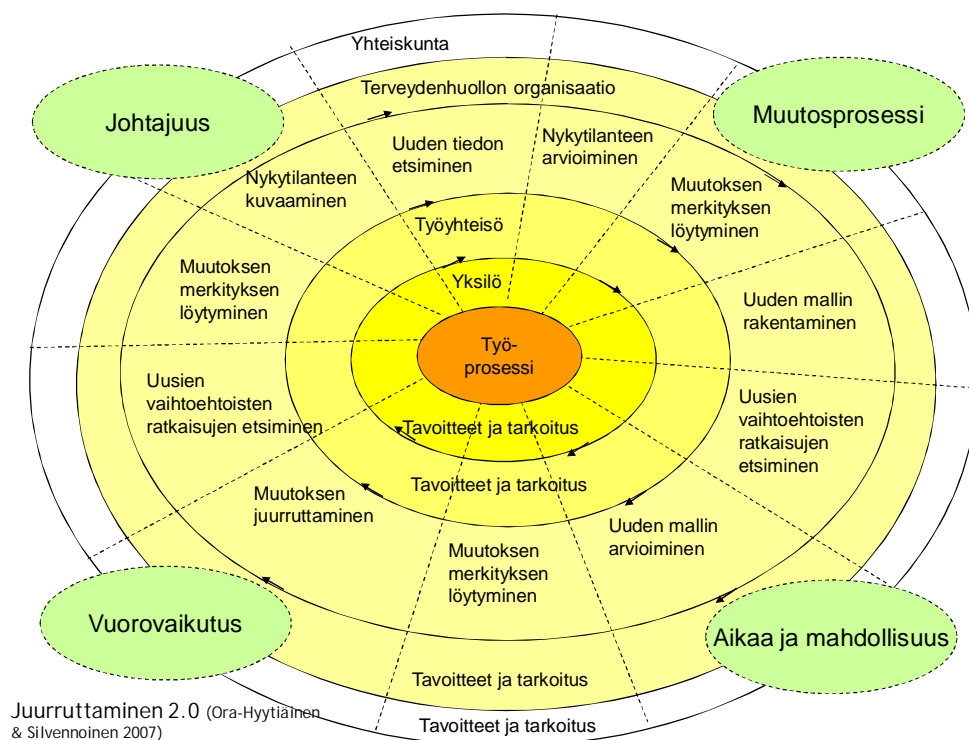 Yhteiskunta
Terveydenhuollon organisaatio
Johtajuus
Muutosprosessi
Uuden tiedon
etsiminen
Nykytilanteen
arvioiminen
Nykytilanteen
kuvaaminen
Muutoksen
merkityksen
löytyminen
Työyhteisö
Muutoksen
merkityksen
löytyminen
Yksilö
Uuden mallin
rakentaminen
Työ-
prosessi
Uusien
vaihtoehtoisten
ratkaisujen etsiminen
Uusien
vaihtoehtoisten
ratkaisujen
etsiminen
Tavoitteet ja tarkoitus
Tavoitteet ja tarkoitus
Muutoksen
juurruttaminen
Uuden mallin
arvioiminen
Muutoksen
merkityksen
löytyminen
Vuorovaikutus
Aikaa ja mahdollisuus
Tavoitteet ja tarkoitus
Tavoitteet ja tarkoitus
Juurruttaminen 2.0 (Ora-Hyytiäinen
& Silvennoinen 2007)